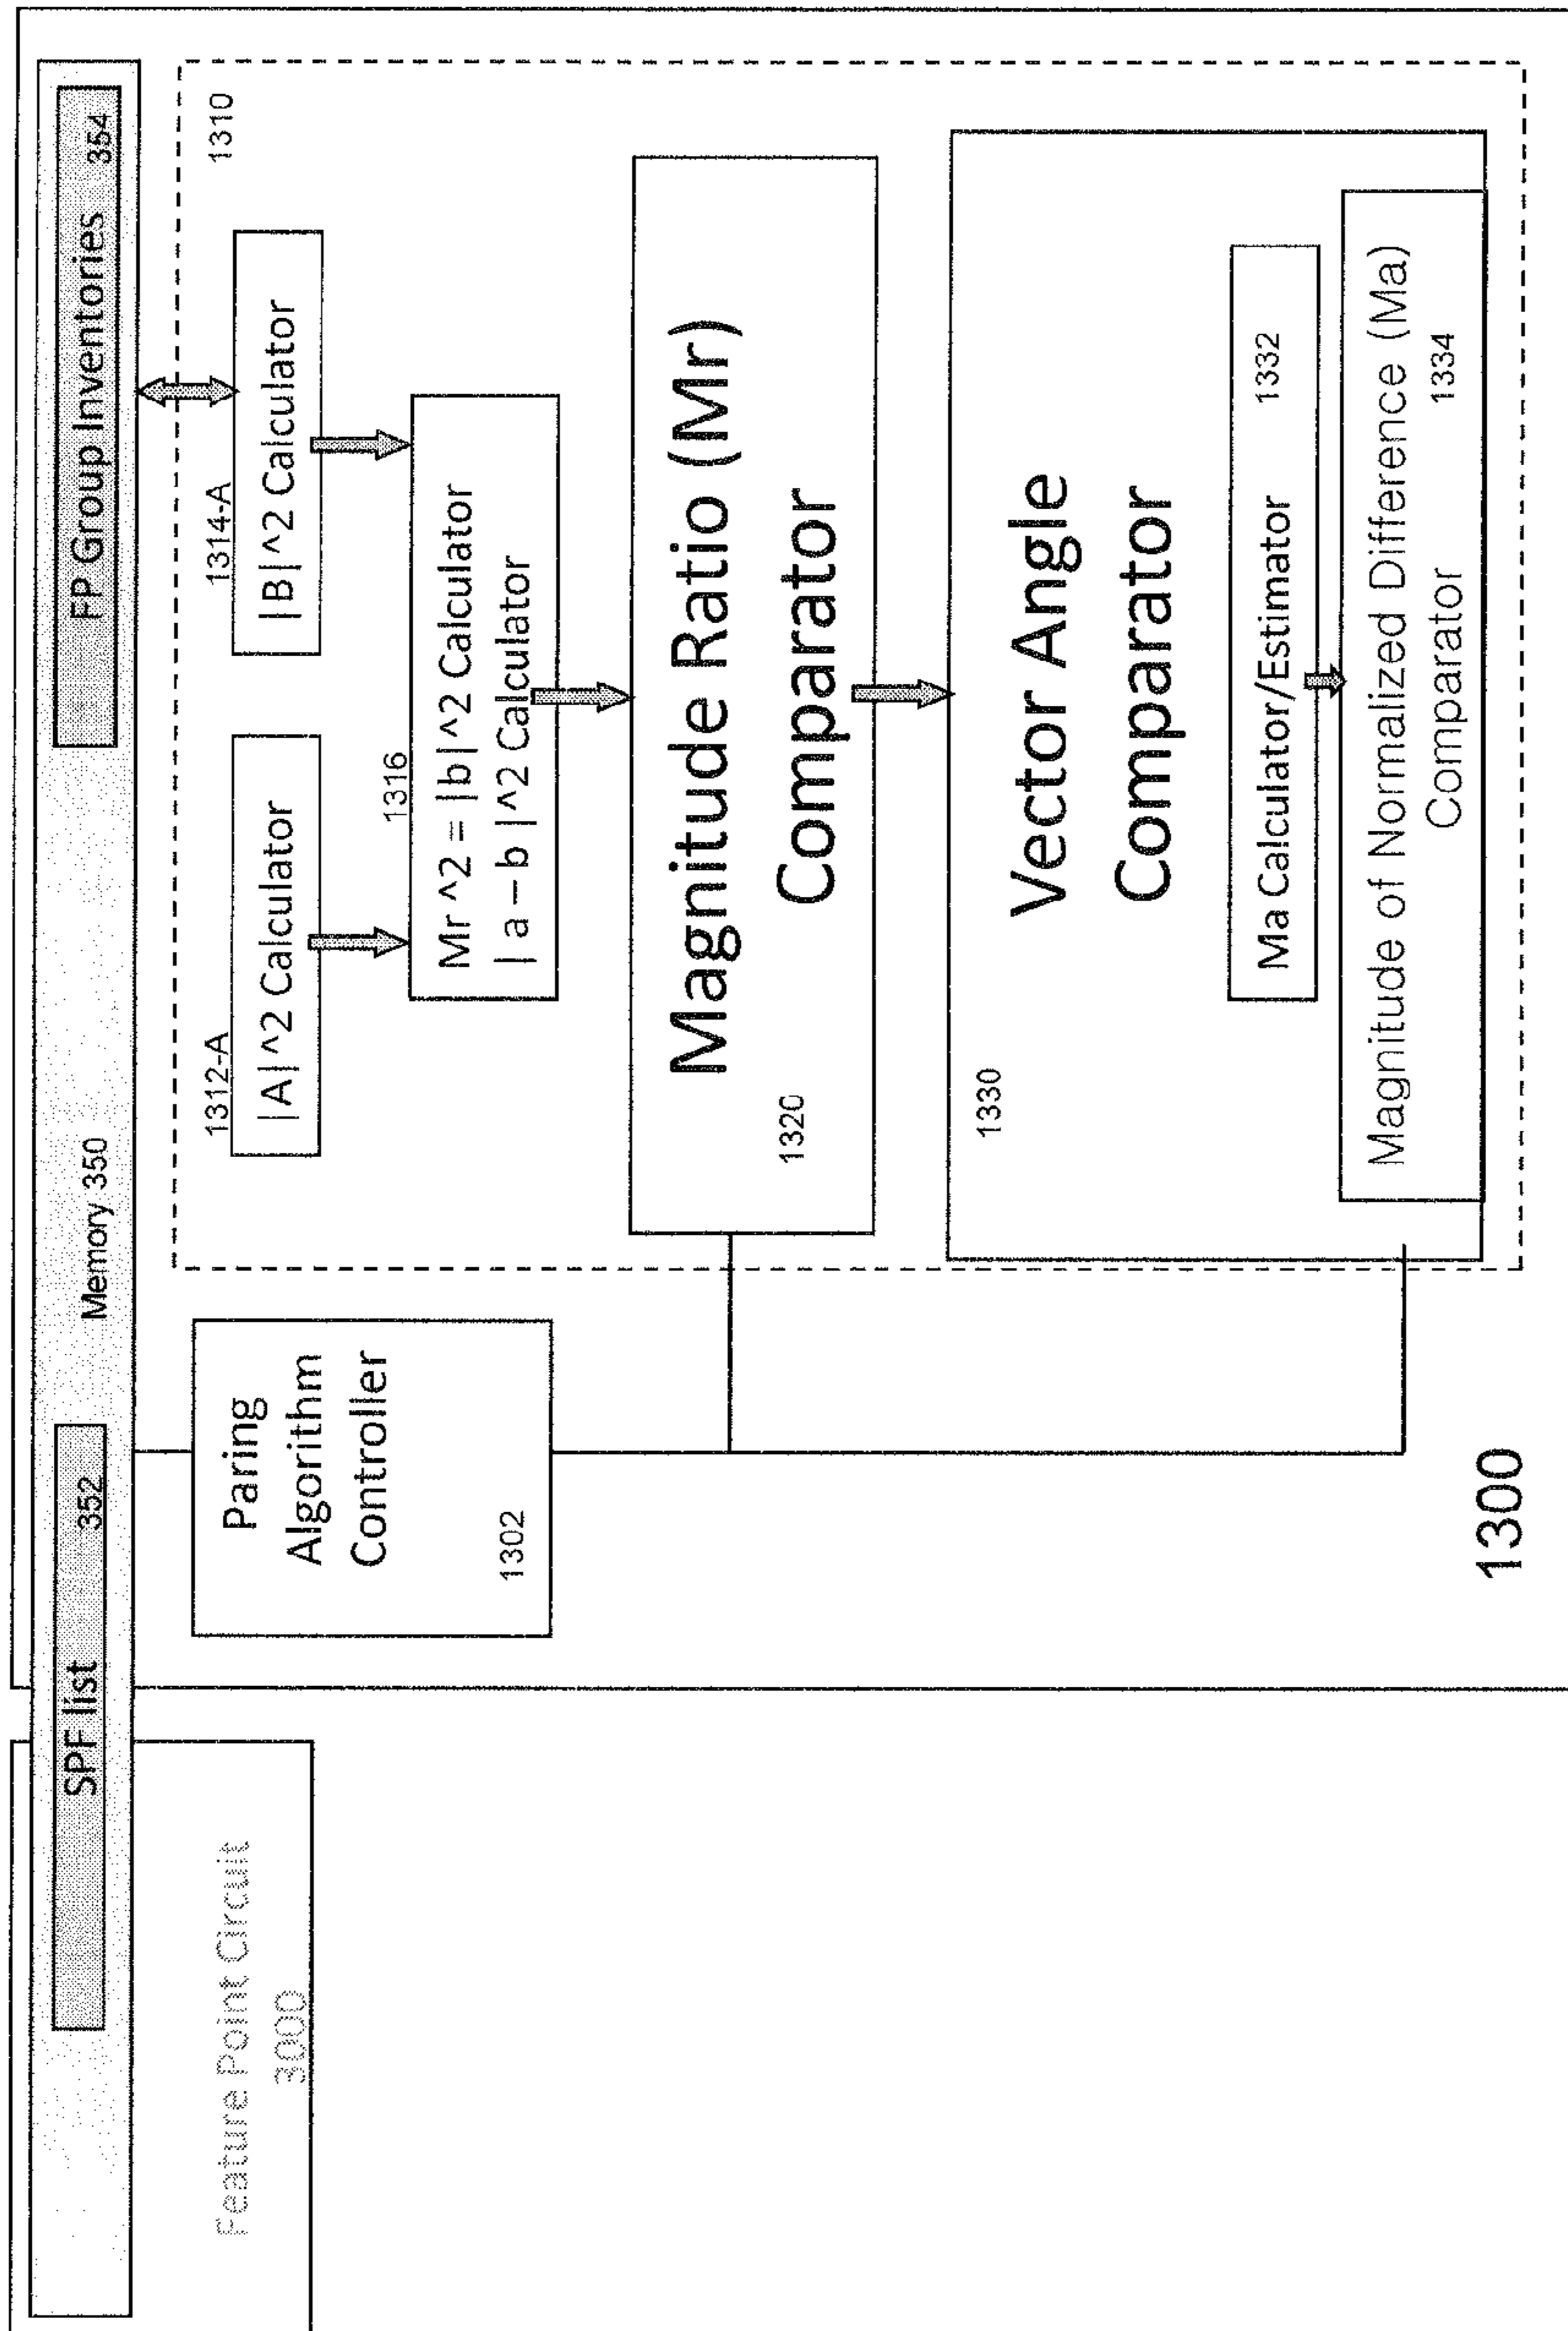 SPF list
352
Memory 350
FP Group Inventories
354
Feature Point Circuit
3000
Paring
Algorithm
Controller
1302
1310
1312-A
|A|^2 Calculator
1314-A
|B|^2 Calculator
1316
Mr ^2 = |b|^2 Calculator
| a – b |^2 Calculator
Magnitude Ratio (Mr)
Comparator
1320
1330
Vector Angle
Comparator
Ma Calculator/Estimator
1332
Magnitude of Normalized Difference (Ma)
Comparator
1334
1300